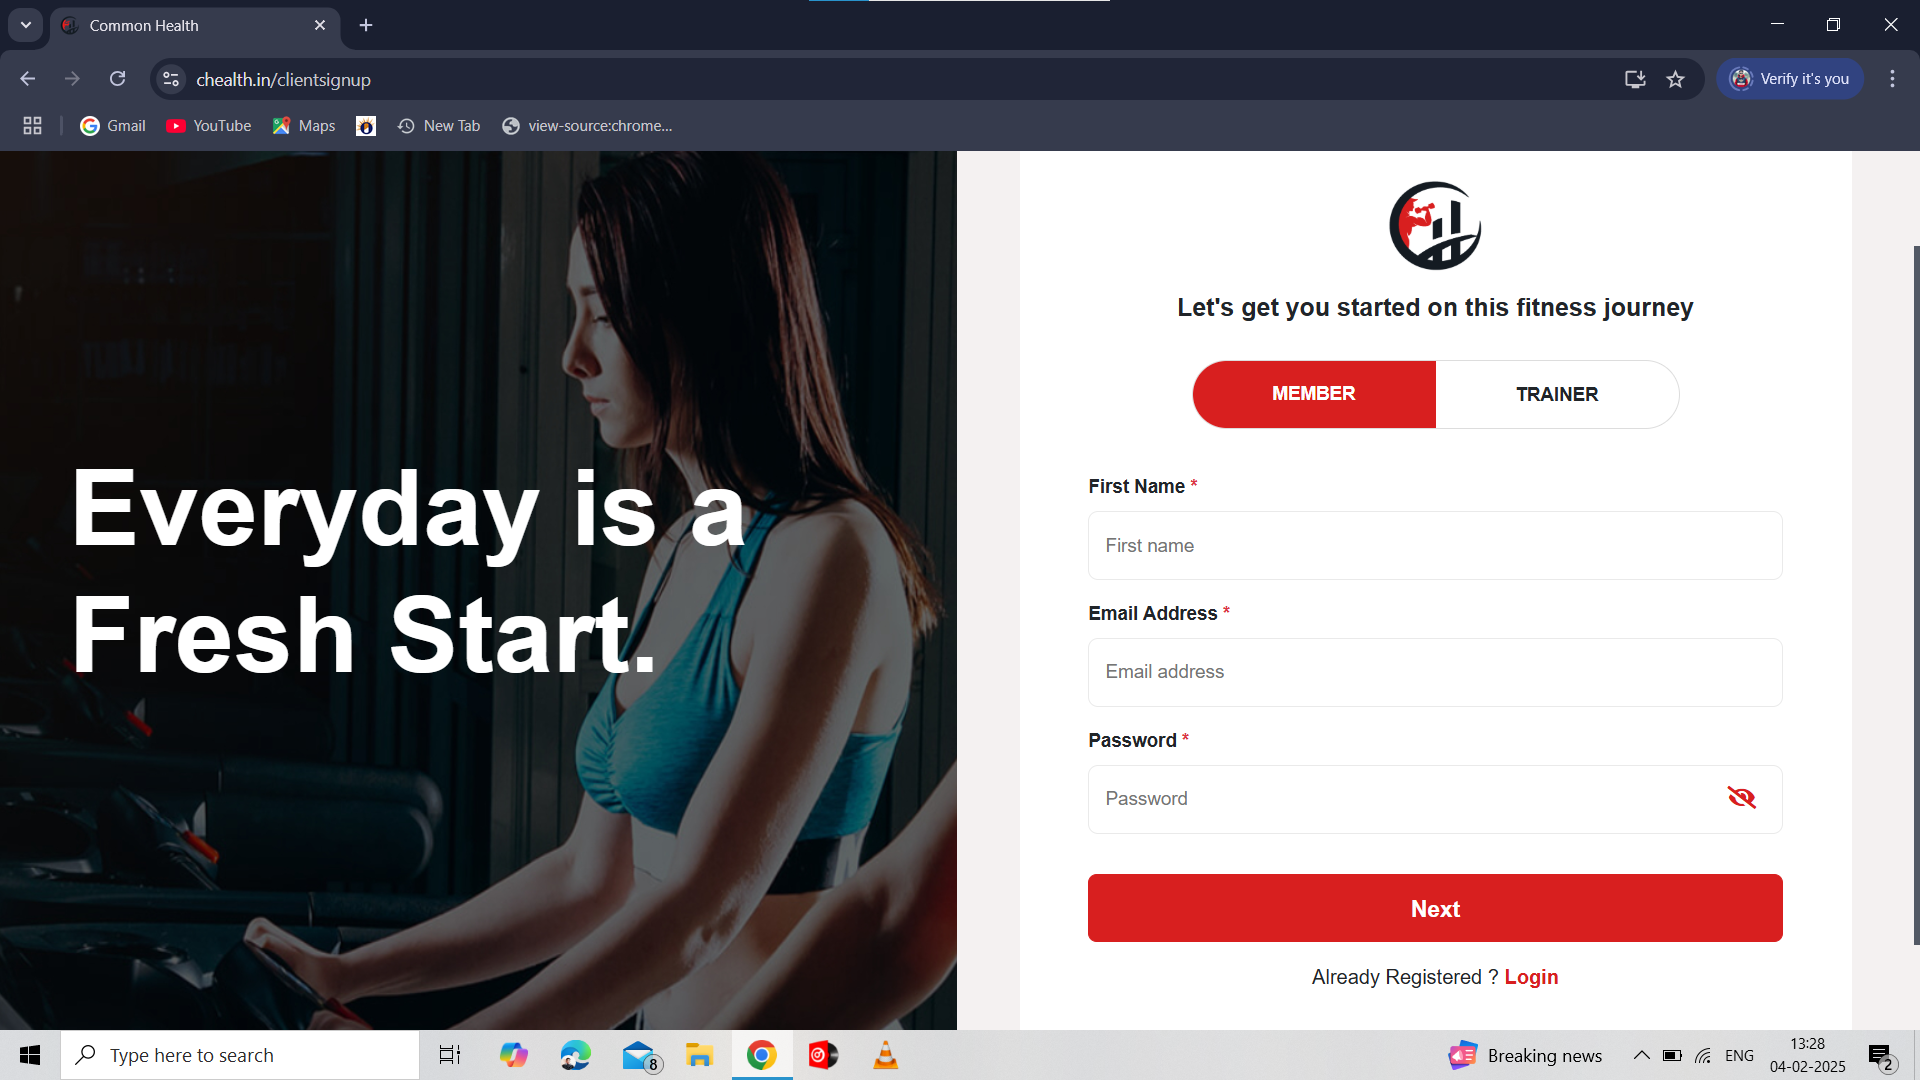 Common Health
chealth.in/clientsignup
Verify it's you
Gmail
YouTube
Maps
New Tab
view-source:chrome...
Everyday is a
Fresh Start.
Let's get you started on this fitness journey
MEMBER
TRAINER
First Name *
First name
Email Address *
Email address
Password *
Password
Next
Already Registered ? Login
Type here to search
8
Breaking news
ENG
13:28
04-02-2025
2